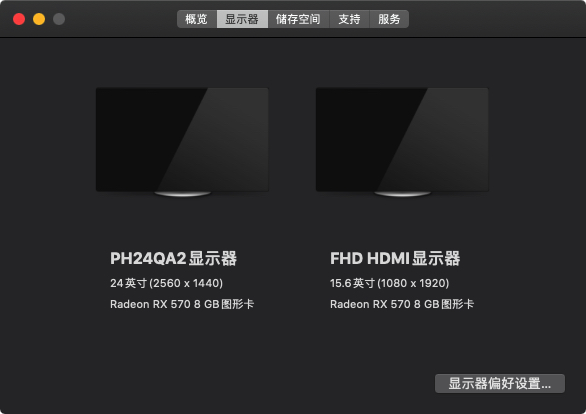 概览 显示器 储存空间 支持 服务
PH24QA2显示器
24英寸 (2560 x 1440)
Radeon RX 570 8 GB图形卡
FHD HDMI显示器
15.6英寸 (1080 x 1920)
Radeon RX 570 8 GB图形卡
显示器偏好设置...